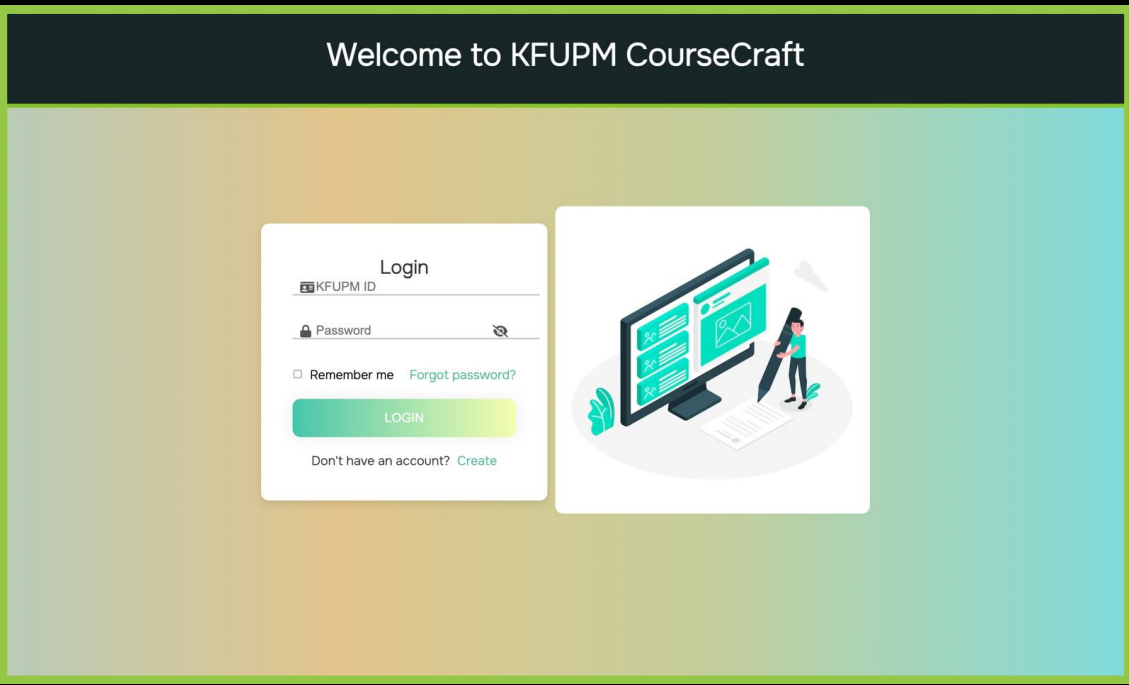 Welcome to KFUPM CourseCraft
Login
KFUPM ID
Password
Remember me Forgot password?
LOGIN
Don't have an account? Create